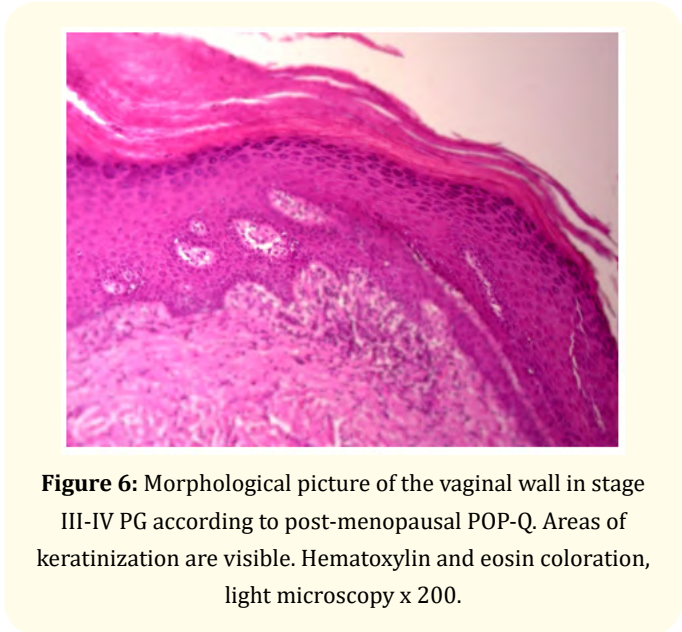 Figure 6: Morphological picture of the vaginal wall in stage
III-IV PG according to post-menopausal POP-Q. Areas of
keratinization are visible. Hematoxylin and eosin coloration,
light microscopy x 200.